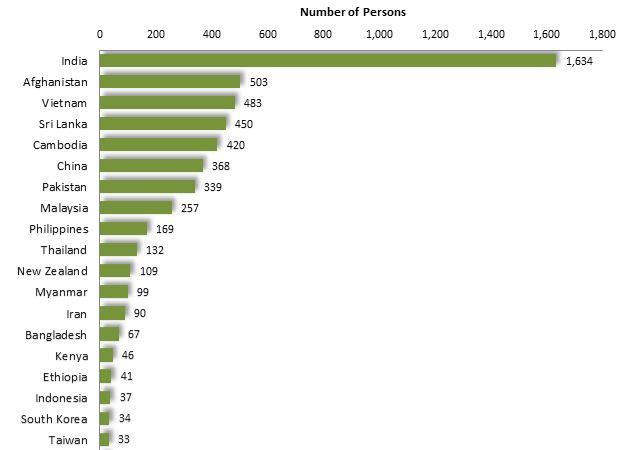 Number of Persons
0 200 400 600 800 1,000 1,200 1,400 1,600 1,800
India 1,634
Afghanistan 503
Vietnam 483
Sri Lanka 450
Cambodia 420
China 368
Pakistan 339
Malaysia 257
Philippines 169
Thailand 132
New Zealand 109
Myanmar 99
Iran 90
Bangladesh 67
Kenya 46
Ethiopia 41
Indonesia 37
South Korea 34
Taiwan 33